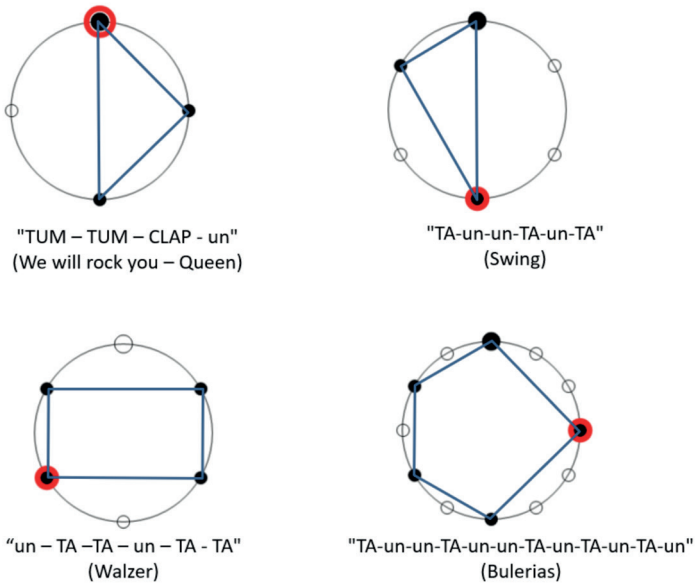 "TUM – TUM – CLAP - un"
(We will rock you – Queen)
"TA-un-un-TA-un-TA"
(Swing)
“un – TA –TA – un – TA - TA"
(Walzer)
"TA-un-un-TA-un-un-TA-un-TA-un-TA-un"
(Bulerias)